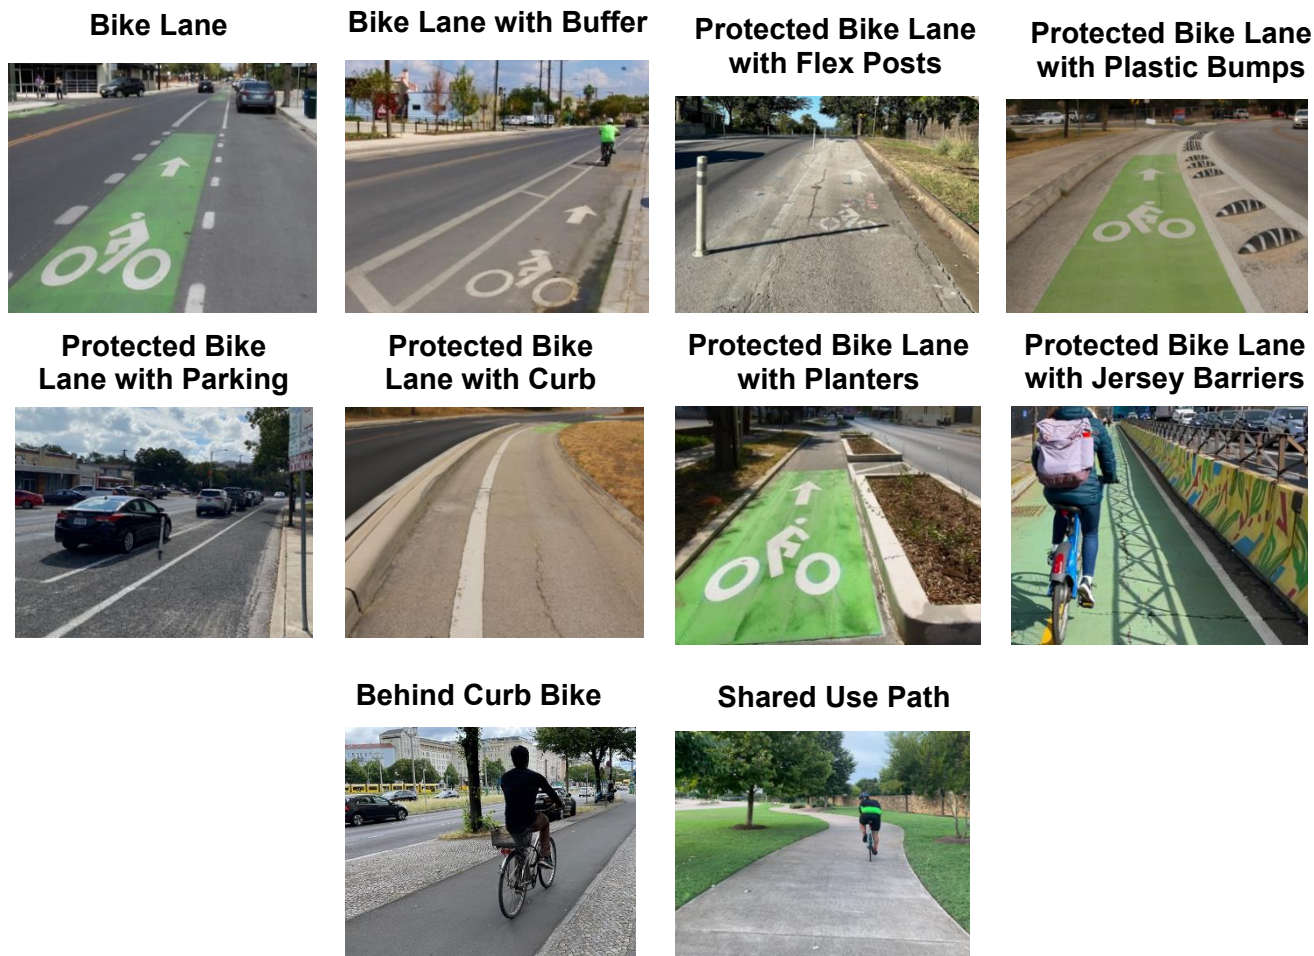 Bike Lane
Bike Lane with Buffer
Protected Bike Lane
with Flex Posts
Protected Bike Lane
with Plastic Bumps
Protected Bike
Lane with Parking
Protected Bike
Lane with Curb
Protected Bike Lane
with Planters
Protected Bike Lane
with Jersey Barriers
Behind Curb Bike
Shared Use Path